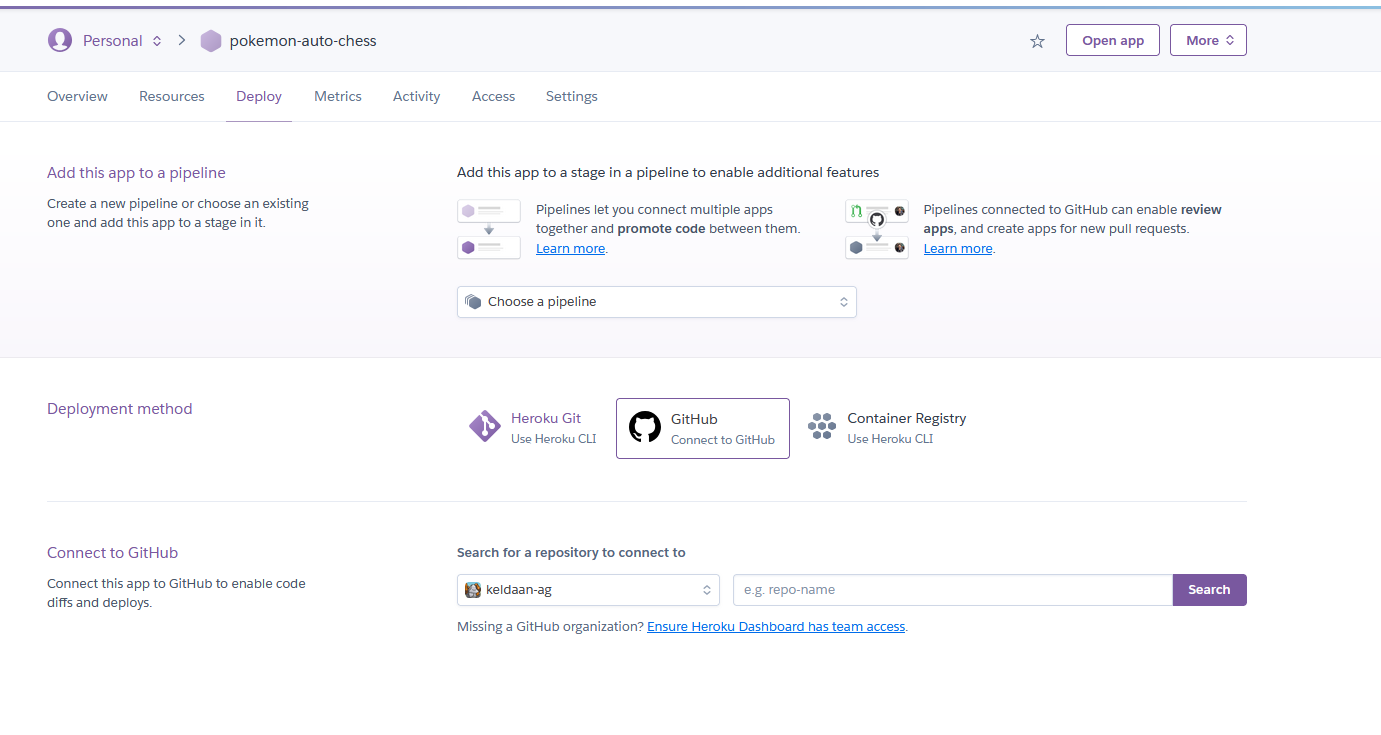 Personal pokemon-auto-chess Open app More
Overview Resources Deploy Metrics Activity Access Settings
Add this app to a pipeline
Create a new pipeline or choose an existing
one and add this app to a stage in it.
Add this app to a stage in a pipeline to enable additional features
Pipelines let you connect multiple apps
together and promote code between them.
Learn more.
Pipelines connected to GitHub can enable review
apps, and create apps for new pull requests.
Learn more.
Choose a pipeline
Deployment method
Heroku Git
Use Heroku CLI
GitHub
Connect to GitHub
Container Registry
Use Heroku CLI
Connect to GitHub
Connect this app to GitHub to enable code
diffs and deploys.
Search for a repository to connect to
keldaan-ag e.g. repo-name Search
Missing a GitHub organization? Ensure Heroku Dashboard has team access.